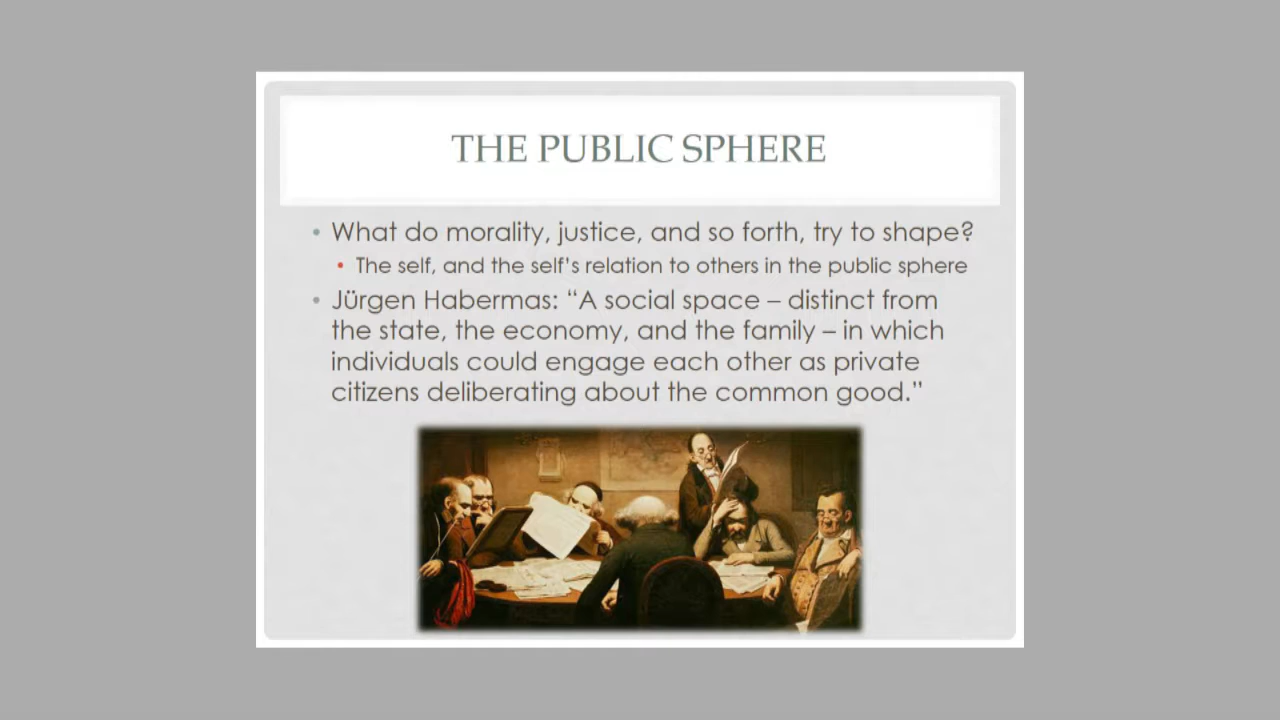 THE PUBLIC SPHERE
• What do morality, justice, and so forth, try to shape?
• The self, and the self’s relation to others in the public sphere
• Jürgen Habermas: “A social space – distinct from
the state, the economy, and the family – in which
individuals could engage each other as private
citizens deliberating about the common good.”